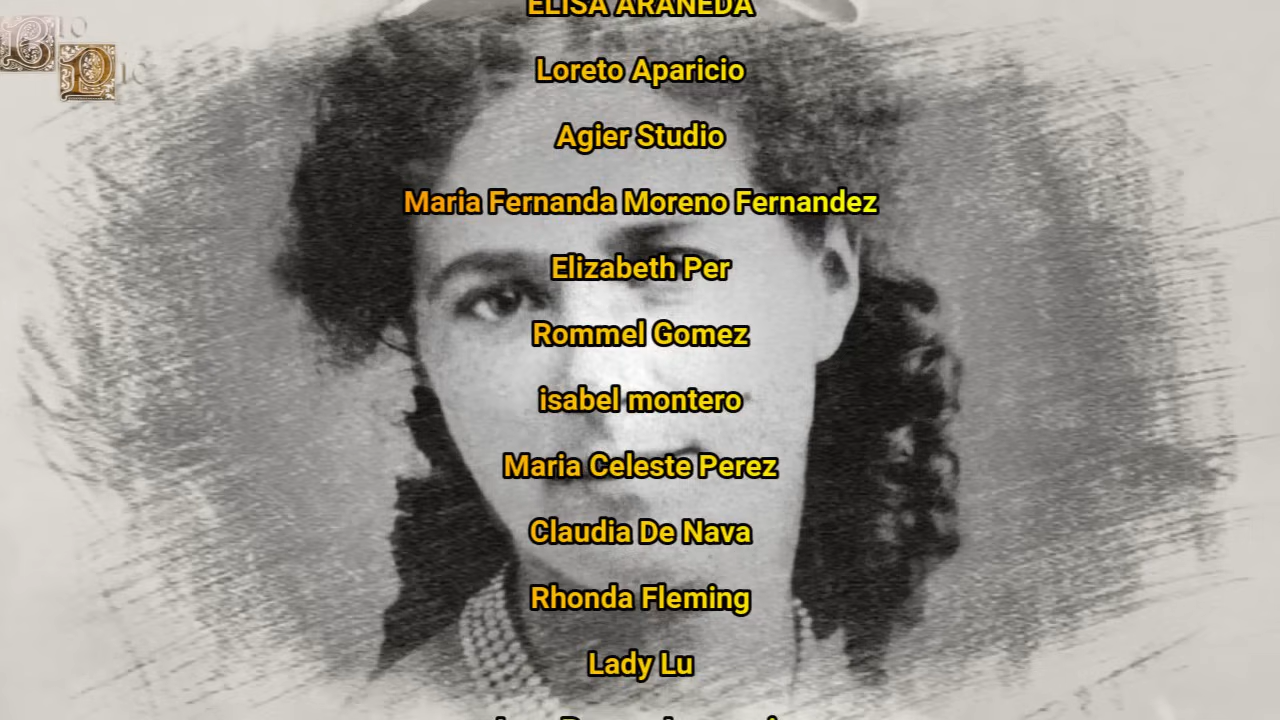 ELISA ARANEDA
Loreto Aparicio
Agier Studio
Maria Fernanda Moreno Fernandez
Elizabeth Per
Rommel Gomez
isabel montero
Maria Celeste Perez
Claudia De Nava
Rhonda Fleming
Lady Lu